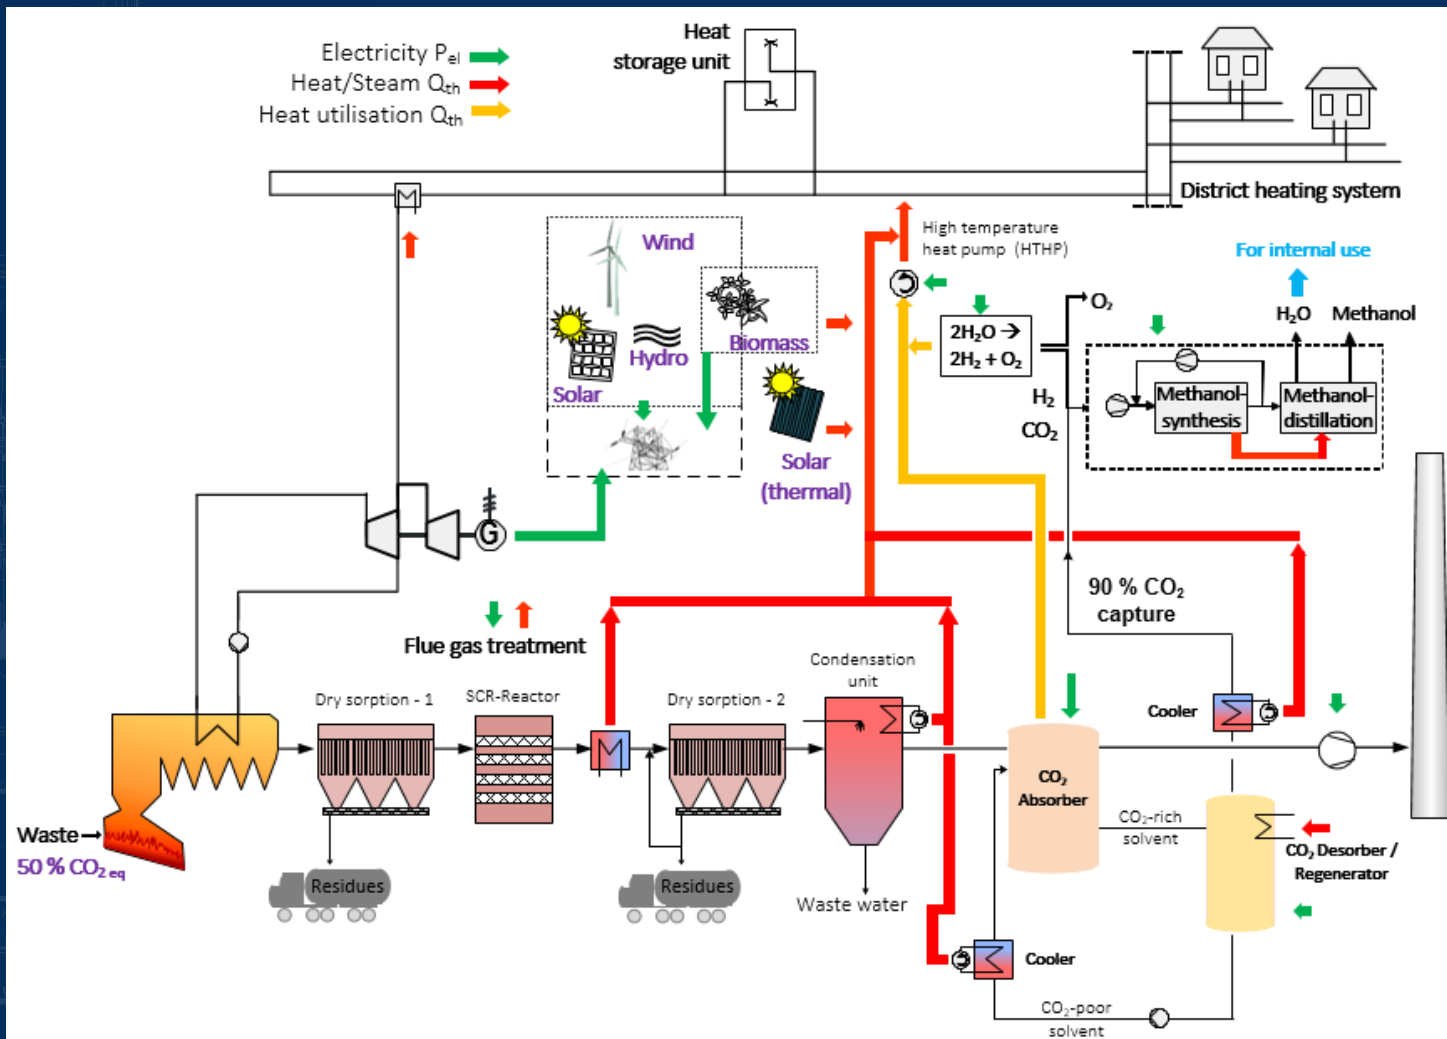 Electricity Pel
Heat/Steam Qth
Heat utilisation Qth
Heat
storage unit
District heating system
High temperature
heat pump (HTHP)
Wind
Biomass
Hydro
Solar
Solar
(thermal)
2H₂O →
2H₂ + O₂
O₂
H₂
CO₂
For internal use
H₂O
Methanol
Methanol-
synthesis
Methanol-
distillation
G
90 % CO₂
capture
Flue gas treatment
Dry sorption - 1
SCR-Reactor
Dry sorption - 2
Condensation
unit
Cooler
CO₂
Absorber
CO₂-rich
solvent
CO₂ Desorber /
Regenerator
Waste
50 % CO₂ eq
Residues
Residues
Waste water
Cooler
CO₂-poor
solvent